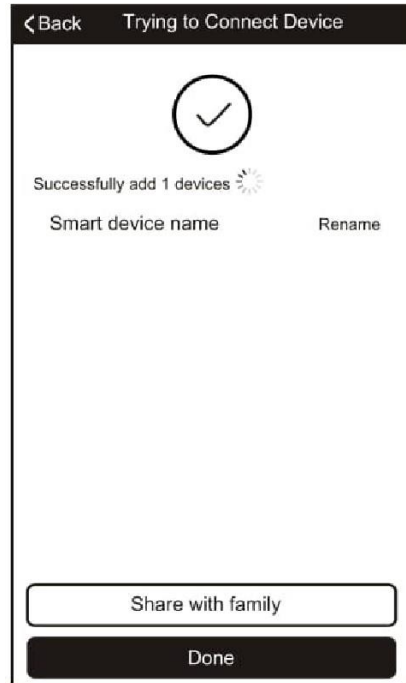 Back Trying to Connect Device
Successfully add 1 devices
Smart device name Rename
Share with family
Done